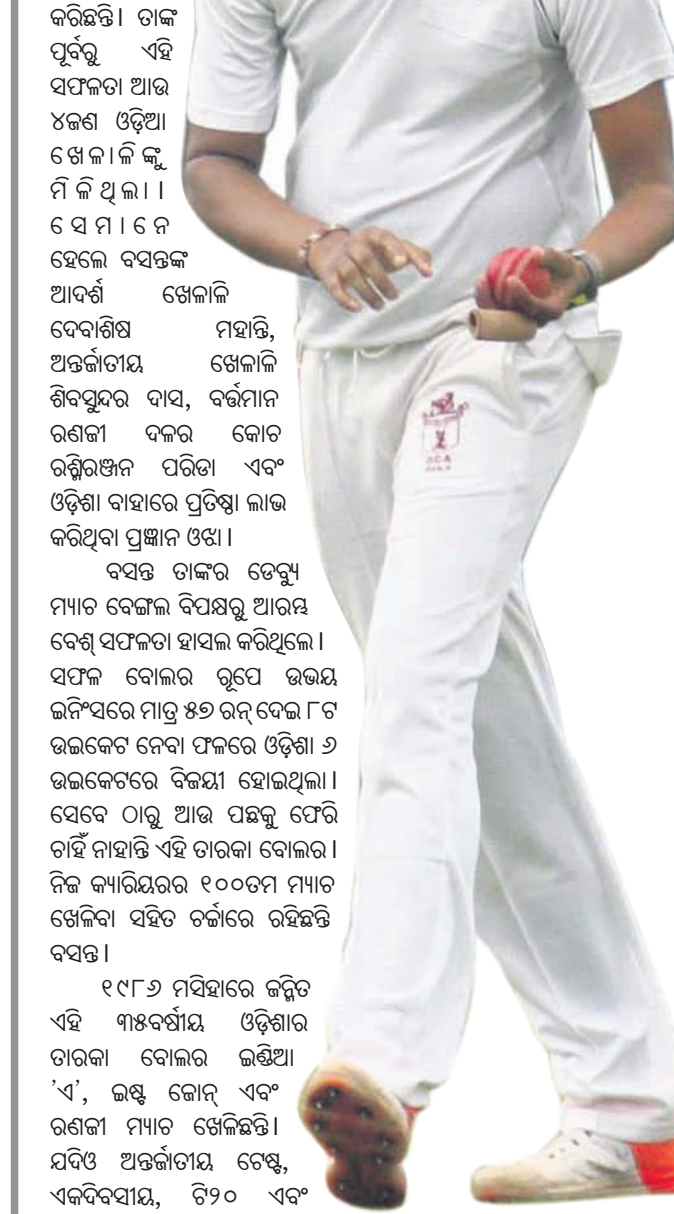 କରିଛନ୍ତି। ତାଙ୍କ
ପୂର୍ବରୁ ଏହି
ସଫଳତା ଆଉ
୪ଜଣ ଓଡ଼ିଆ
ଖେଳାଳିଙ୍କୁ
ମିଳିଥିଲା।
ସେମାନେ
ହେଲେ ବସନ୍ତଙ୍କ
ଆଦର୍ଶ ଖେଳାଳି
ଦେବାଶିଷ ମହାନ୍ତି,
ଅନ୍ତର୍ଜାତୀୟ ଖେଳାଳି
ଶିବସୁନ୍ଦର ଦାସ, ବର୍ତ୍ତମାନ
ରଣଜୀ ଦଳର କୋଚ
ରଶ୍ମିରଞ୍ଜନ ପରିଡା ଏବଂ
ଓଡ଼ିଶା ବାହାରେ ପ୍ରତିଷ୍ଠା ଲାଭ
କରିଥିବା ପ୍ରଜ୍ଞାନ ଓଝା।
ବସନ୍ତ ତାଙ୍କର ଡେବ୍ୟୁ
ମ୍ୟାଚ ବେଙ୍ଗଲ ବିପକ୍ଷରୁ ଆରମ୍ଭ
ବେଶ୍ ସଫଳତା ହାସଲ କରିଥିଲେ।
ସଫଳ ବୋଲର ରୂପେ ଉଭୟ
ଇନିଂସରେ ମାତ୍ର ୫୭ ରନ୍ ଦେଇ ୮ଟ
ଉଇକେଟ ନେବା ଫଳରେ ଓଡ଼ିଶା ୬
ଉଇକେଟରେ ବିଜୟୀ ହୋଇଥିଲା।
ସେବେ ଠାରୁ ଆଉ ପଛକୁ ଫେରି
ଚାହିଁ ନାହାନ୍ତି ଏହି ତାରକା ବୋଲର।
ନିଜ କ୍ୟାରିୟରର ୧୦୦ତମ ମ୍ୟାଚ
ଖେଳିବା ସହିତ ଚର୍ଚ୍ଚାରେ ରହିଛନ୍ତି
ବସନ୍ତ।
୧୯୮୬ ମସିହାରେ ଜନ୍ମିତ
ଏହି ୩୫ବର୍ଷୀୟ ଓଡ଼ିଶାର
ତାରକା ବୋଲର ଇଣ୍ଡିଆ
'ଏ', ଇଷ୍ଟ ଜୋନ୍ ଏବଂ
ରଣଜୀ ମ୍ୟାଚ ଖେଳିଛନ୍ତି।
ଯଦିଓ ଅନ୍ତର୍ଜାତୀୟ ଟେଷ୍ଟ,
ଏକଦିବସୀୟ, ଟି୨୦ ଏବଂ